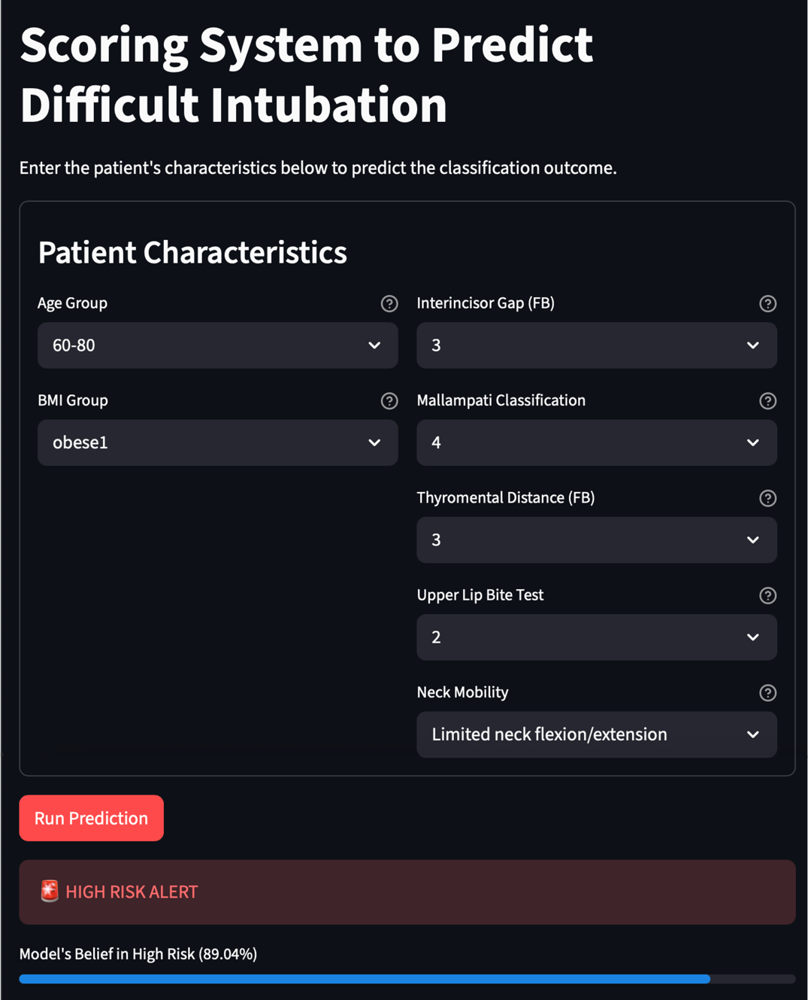 Scoring System to Predict
Difficult Intubation
Enter the patient's characteristics below to predict the classification outcome.
Patient Characteristics
Age Group
60-80
BMI Group
obese1
Interincisor Gap (FB)
3
Mallampati Classification
4
Thyromental Distance (FB)
3
Upper Lip Bite Test
2
Neck Mobility
Limited neck flexion/extension
Run Prediction
🚨 HIGH RISK ALERT
Model's Belief in High Risk (89.04%)